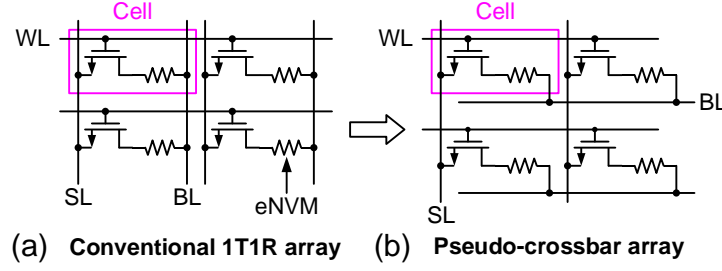 Cell
WL
SL
BL
eNVM
(a) Conventional 1T1R array
Cell
WL
BL
SL
(b) Pseudo-crossbar array